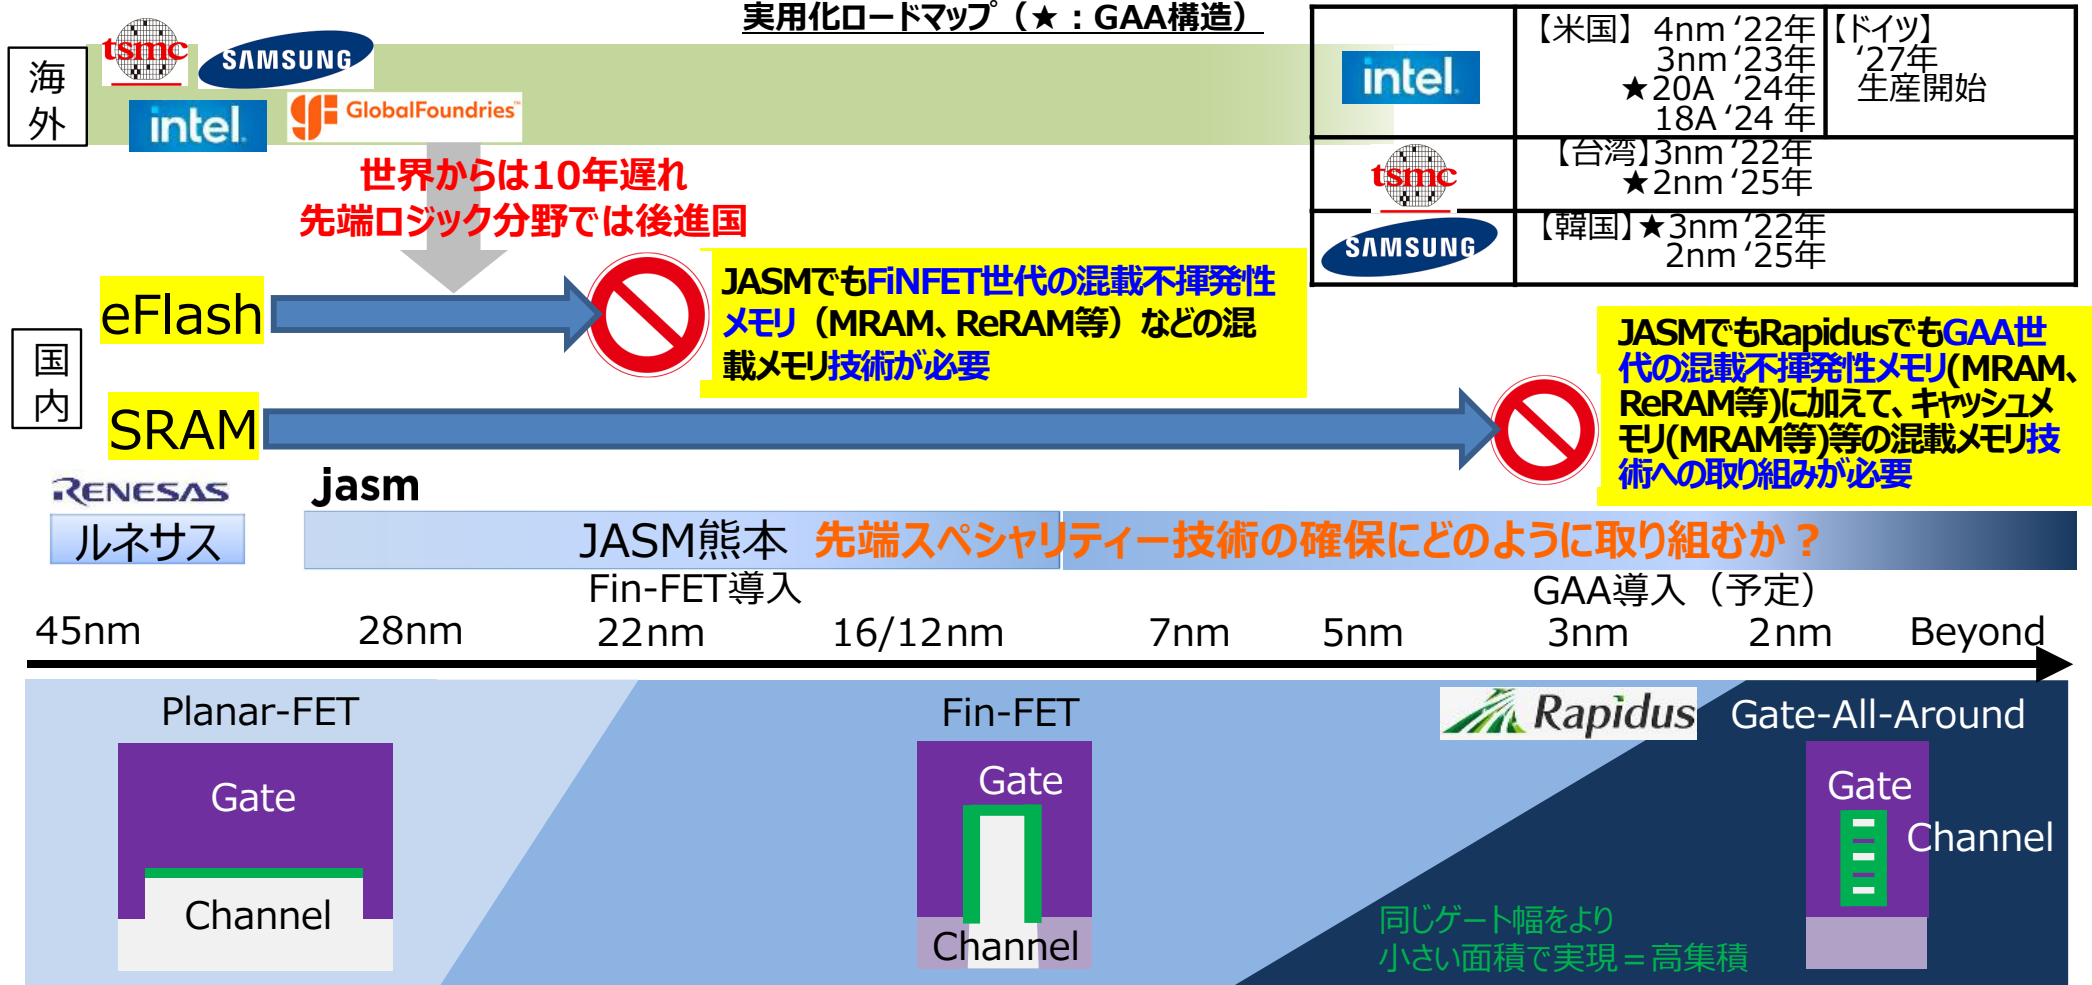 実用化ロードマップ（★：GAA構造）
海外
tsmc
SAMSUNG
intel.
GlobalFoundries™
intel.
【米国】 4nm ‘22年
3nm ‘23年
★20A ‘24年
18A ‘24 年
【ドイツ】
‘27年
生産開始
tsmc
【台湾】3nm ‘22年
★2nm ‘25年
SAMSUNG
【韓国】★3nm ‘22年
2nm ‘25年
世界からは10年遅れ
先端ロジック分野では後進国
国内
eFlash
JASMでもFiNFET世代の混載不揮発性
メモリ（MRAM、ReRAM等）などの混
載メモリ技術が必要
SRAM
JASMでもRapidusでもGAA世
代の混載不揮発性メモリ(MRAM、
ReRAM等)に加えて、キャッシュメ
モリ(MRAM等)等の混載メモリ技
術への取り組みが必要
RENESAS
jasm
ルネサス
JASM熊本 先端スペシャリティー技術の確保にどのように取り組むか？
Fin-FET導入
GAA導入（予定）
45nm 28nm 22nm 16/12nm 7nm 5nm 3nm 2nm Beyond
Planar-FET
Gate
Channel
Fin-FET
Gate
Channel
Rapidus
Gate-All-Around
Gate
Channel
同じゲート幅をより
小さい面積で実現＝高集積